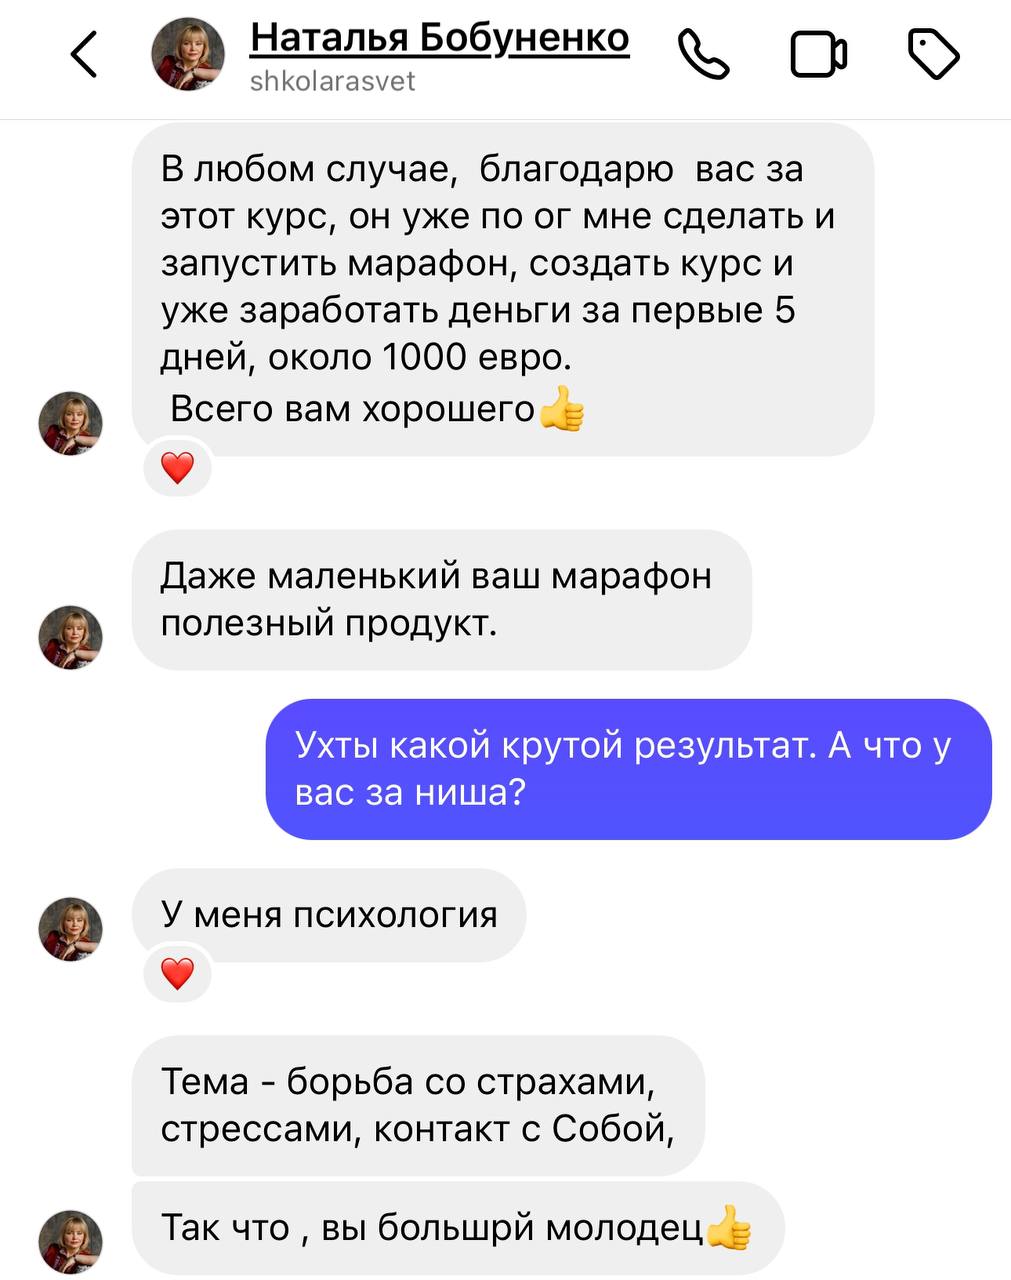 Наталья Бобуненко
shkolarasvet
В любом случае,  благодарю  вас за
этот курс, он уже по ог мне сделать и
запустить марафон, создать курс и
уже заработать деньги за первые 5
дней, около 1000 евро.
Всего вам хорошего👍
❤️
Даже маленький ваш марафон
полезный продукт.
Ухты какой крутой результат. А что у
вас за ниша?
У меня психология
❤️
Тема - борьба со страхами,
стрессами, контакт с Собой,
Так что , вы большрй молодец👍